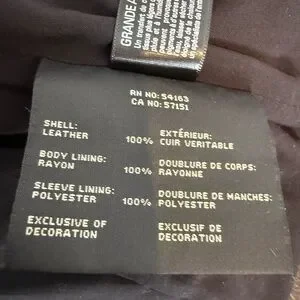 GRANDE
RN NO: 54163
CA NO: 57151
SHELL: EXTÉRIEUR:
LEATHER 100% CUIR VERITABLE
BODY LINING: DOUBLURE DE CORPS:
RAYON 100% RAYONNE
SLEEVE LINING: DOUBLURE DE MANCHES:
POLYESTER 100% POLYESTER
EXCLUSIVE OF EXCLUSIF DE
DECORATION DECORATION